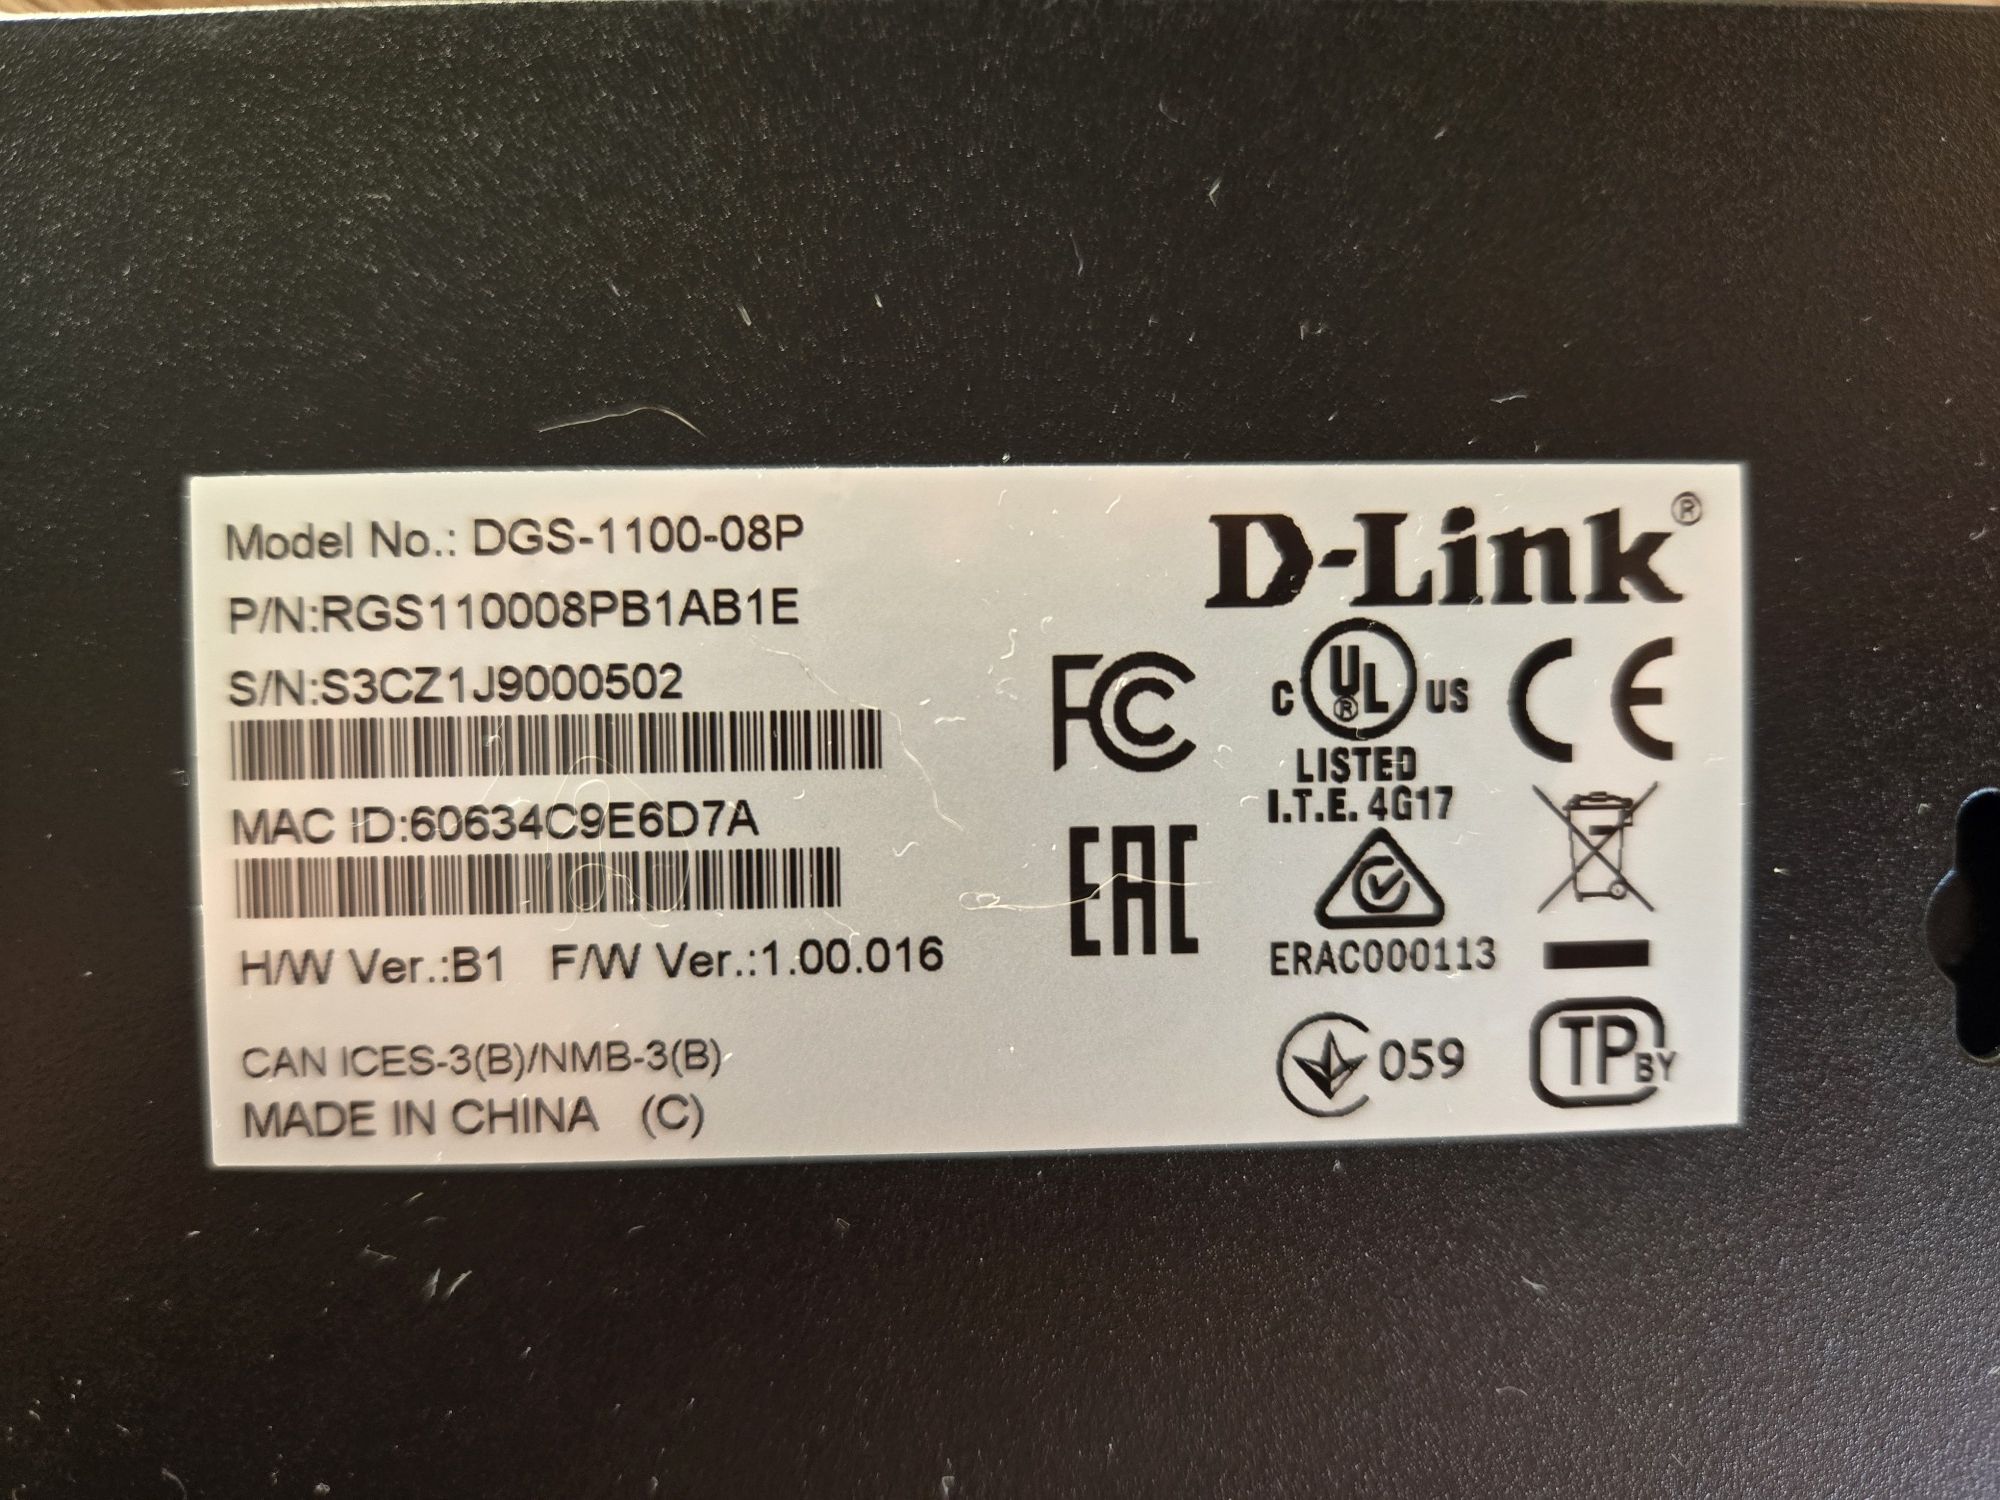 Model No.: DGS-1100-08P
P/N:RGS110008PB1AB1E
S/N:S3CZ1J9000502
MAC ID:60634C9E6D7A
H/W Ver.:B1 F/W Ver.:1.00.016
CAN ICES-3(B)/NMB-3(B)
MADE IN CHINA (C)
D-Link®
FC
C UL® US
LISTED
I.T.E. 4G17
CE
EAC
ERAC000113
059
TP BY